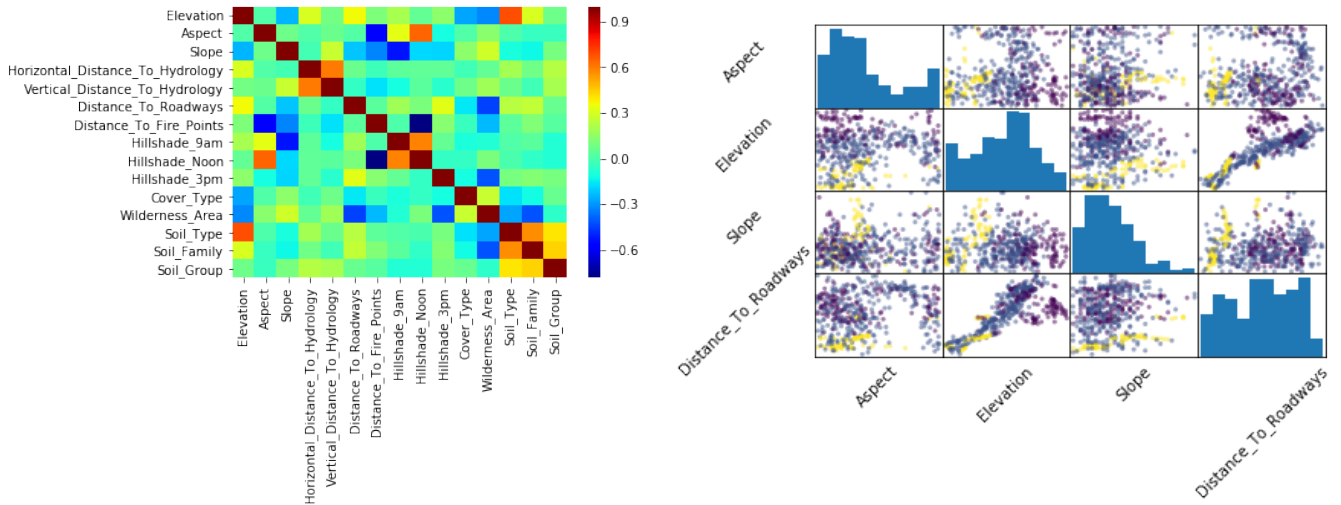 Elevation
Aspect
Slope
Horizontal_Distance_To_Hydrology
Vertical_Distance_To_Hydrology
Distance_To_Roadways
Distance_To_Fire_Points
Hillshade_9am
Hillshade_Noon
Hillshade_3pm
Cover_Type
Wilderness_Area
Soil_Type
Soil_Family
Soil_Group
Elevation
Aspect
Slope
Horizontal_Distance_To_Hydrology
Vertical_Distance_To_Hydrology
Distance_To_Roadways
Distance_To_Fire_Points
Hillshade_9am
Hillshade_Noon
Hillshade_3pm
Cover_Type
Wilderness_Area
Soil_Type
Soil_Family
Soil_Group
0.9
0.6
0.3
0.0
−0.3
−0.6
Aspect
Elevation
Slope
Distance_To_Roadways
Aspect
Elevation
Slope
Distance_To_Roadways